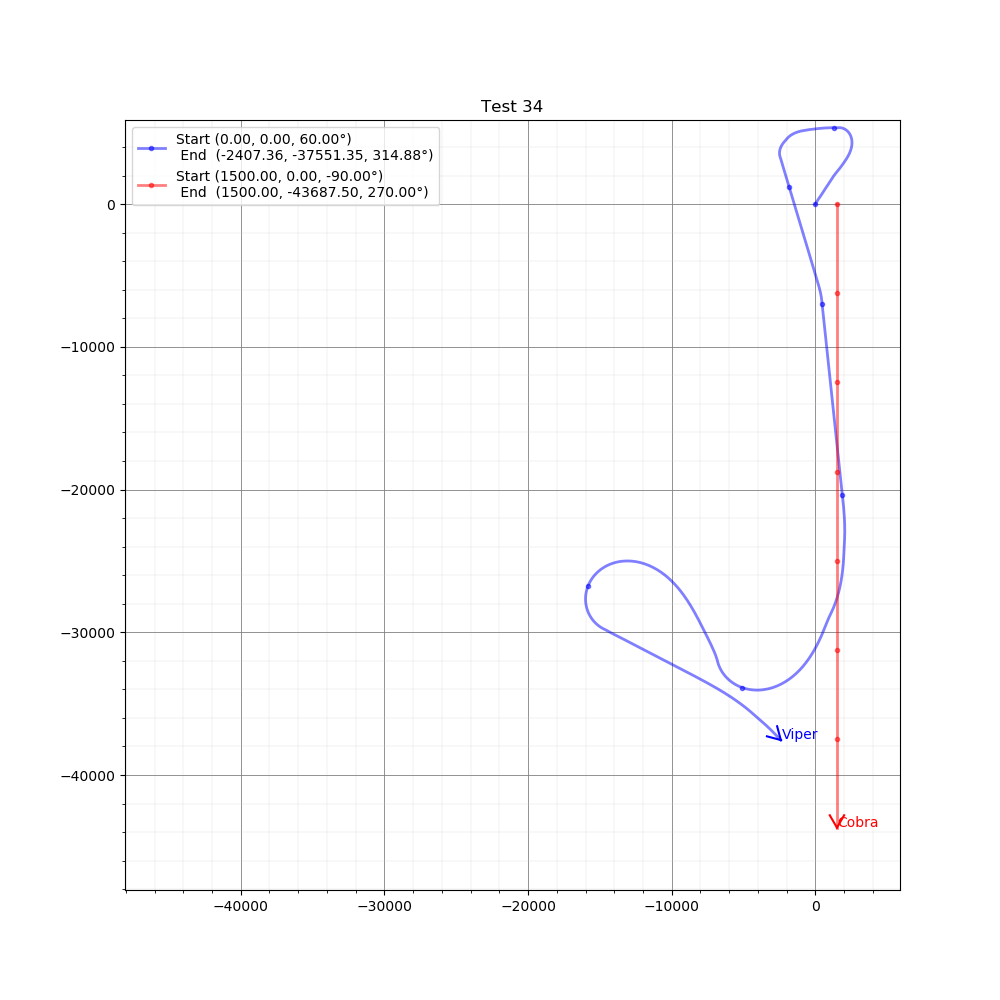 Test 34
Start (0.00, 0.00, 60.00°)
End (-2407.36, -37551.35, 314.88°)
Start (1500.00, 0.00, -90.00°)
End (1500.00, -43687.50, 270.00°)
0
−10000
−20000
−30000
−40000
Viper
Cobra
−40000 −30000 −20000 −10000 0